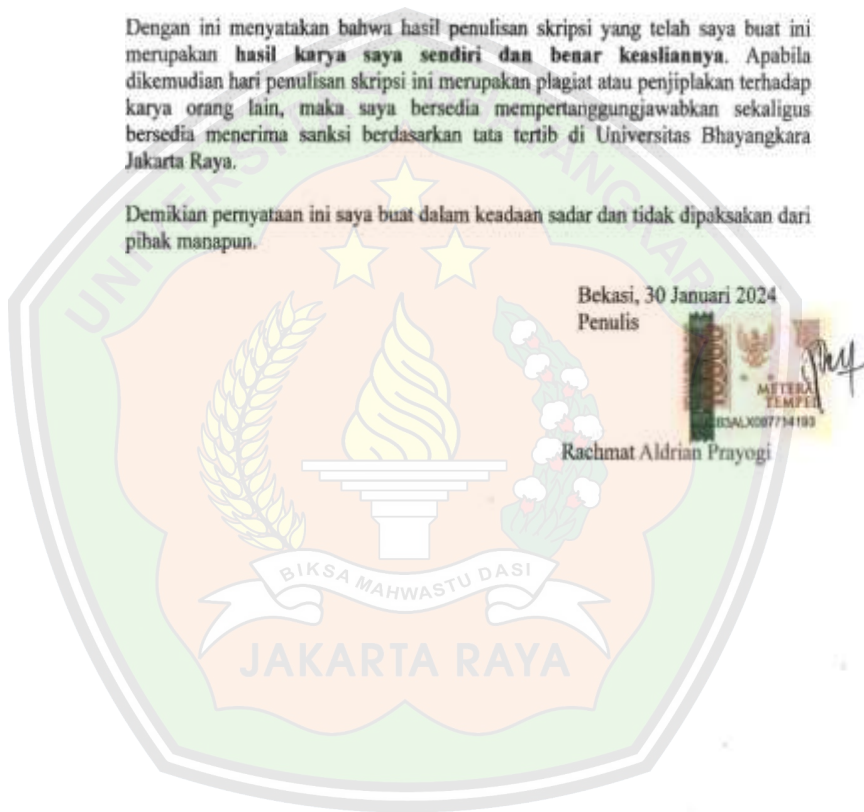 Dengan ini menyatakan bahwa hasil penulisan skripsi yang telah saya buat ini
merupakan hasil karya saya sendiri dan benar keasliannya. Apabila
dikemudian hari penulisan skripsi ini merupakan plagiat atau penjiplakan terhadap
karya orang lain, maka saya bersedia mempertanggungjawabkan sekaligus
bersedia menerima sanksi berdasarkan tata tertib di Universitas Bhayangkara
Jakarta Raya.
Demikian pernyataan ini saya buat dalam keadaan sadar dan tidak dipaksakan dari
pihak manapun.
Bekasi, 30 Januari 2024
Penulis
10000
METERAI
TEMPEL
Rachmat Aldrian Prayogi
BIKSA MAHWASTU DASI
JAKARTA RAYA